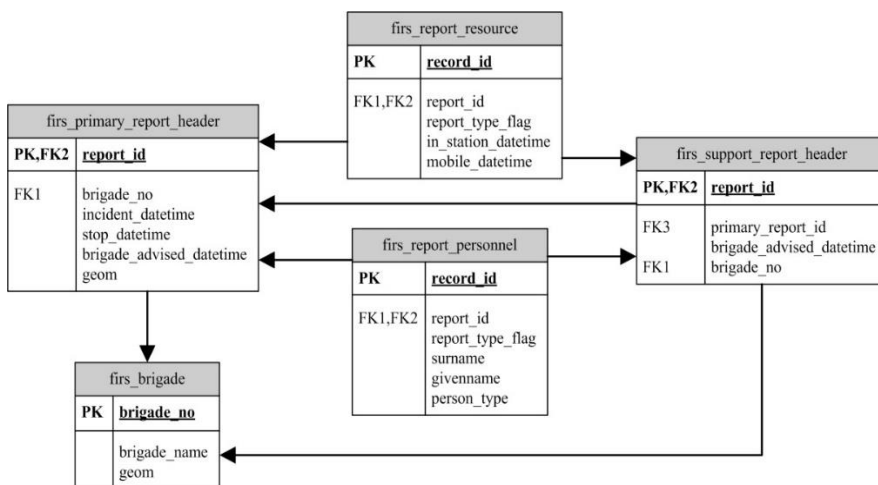 firs_report_resource
PK record_id
FK1,FK2 report_id
report_type_flag
in_station_datetime
mobile_datetime
firs_primary_report_header
PK,FK2 report_id
FK1 brigade_no
incident_datetime
stop_datetime
brigade_advised_datetime
geom
firs_support_report_header
PK,FK2 report_id
FK3 primary_report_id
brigade_advised_datetime
FK1 brigade_no
firs_report_personnel
PK record_id
FK1,FK2 report_id
report_type_flag
surname
givenname
person_type
firs_brigade
PK brigade_no
brigade_name
geom